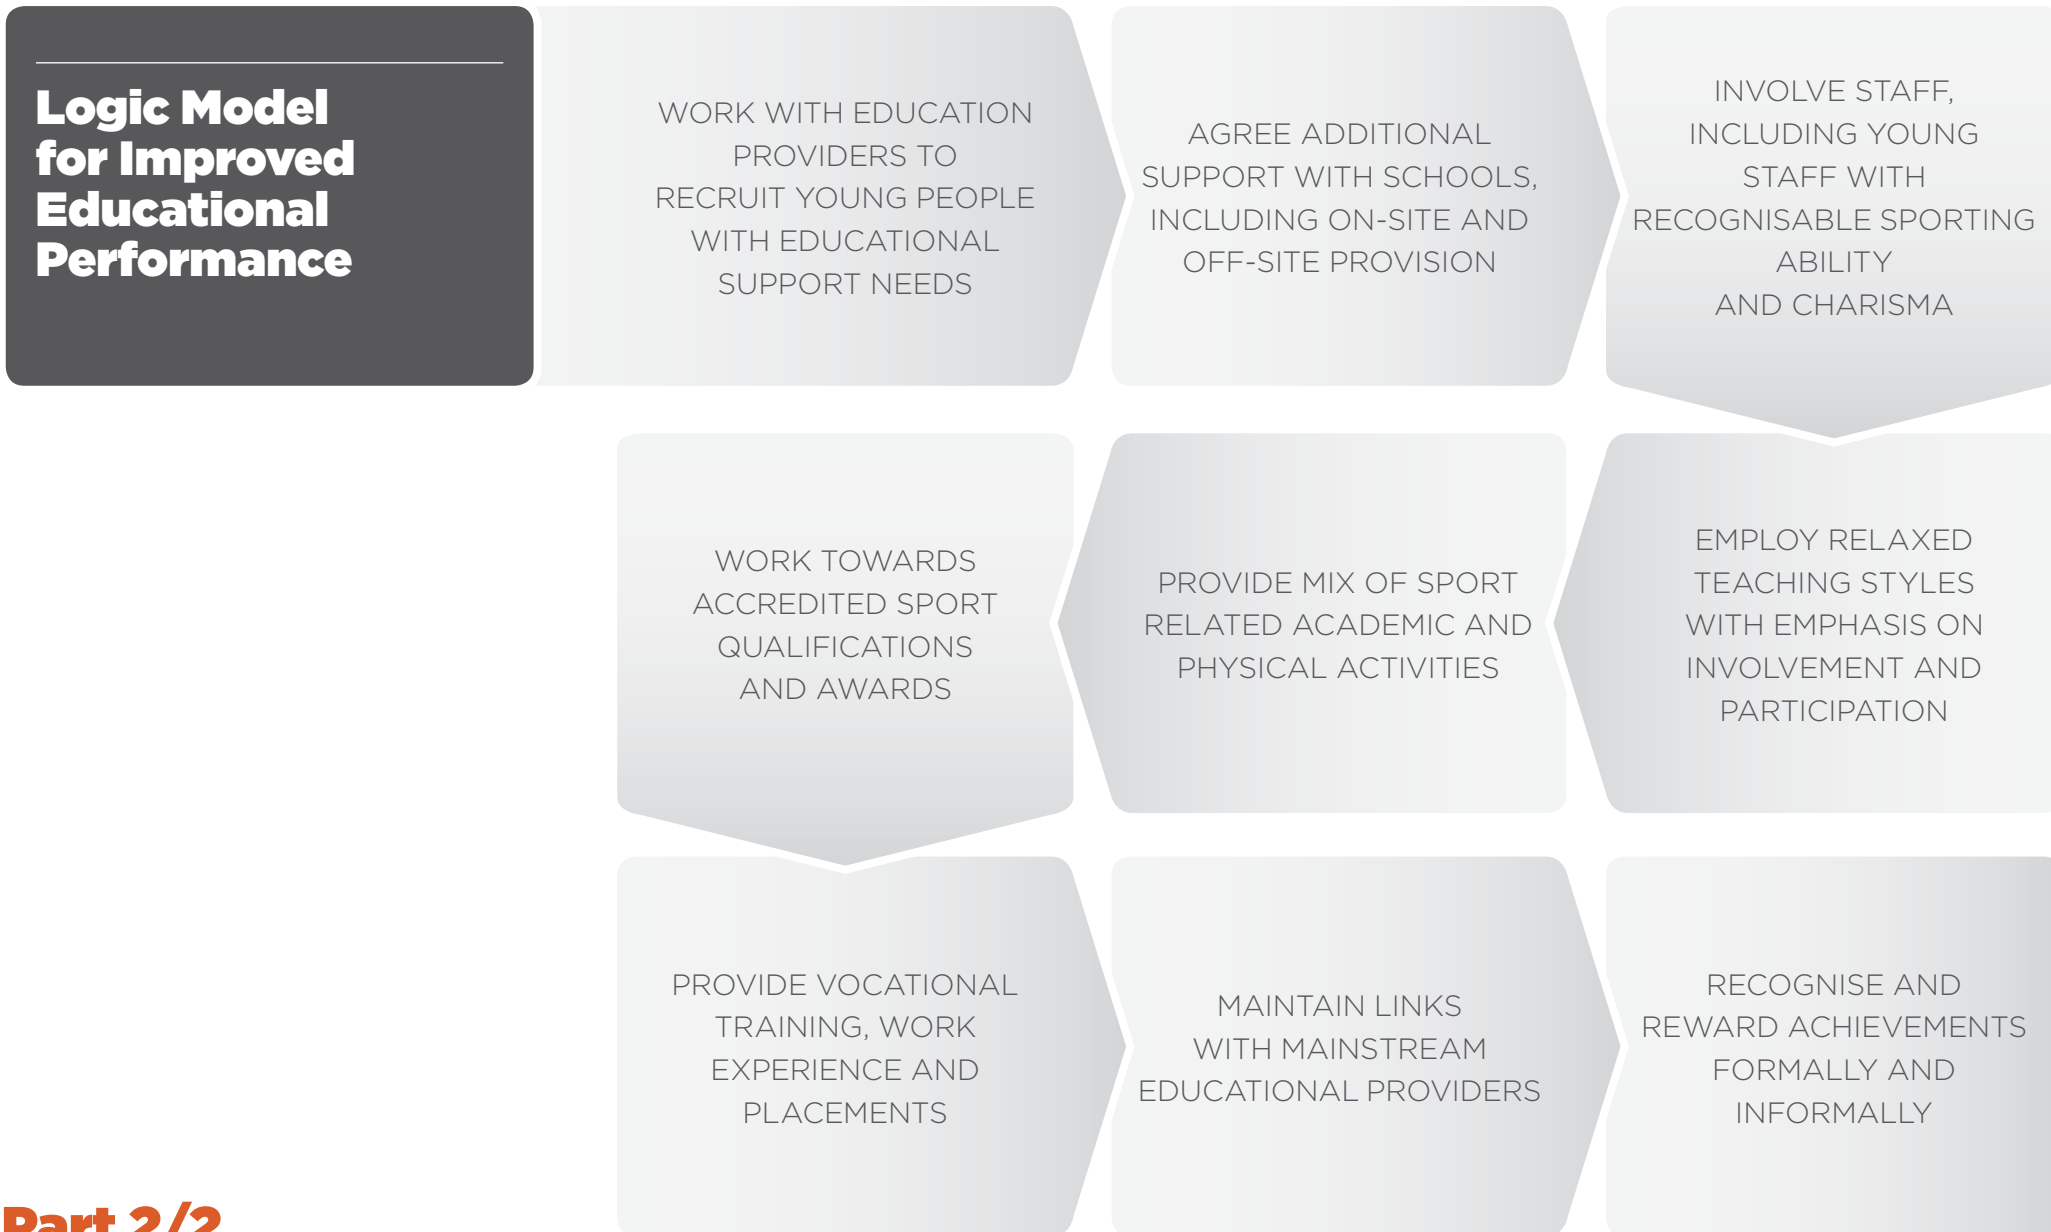 Logic Model
for Improved
Educational
Performance
WORK WITH EDUCATION
PROVIDERS TO
RECRUIT YOUNG PEOPLE
WITH EDUCATIONAL
SUPPORT NEEDS
AGREE ADDITIONAL
SUPPORT WITH SCHOOLS,
INCLUDING ON-SITE AND
OFF-SITE PROVISION
INVOLVE STAFF,
INCLUDING YOUNG
STAFF WITH
RECOGNISABLE SPORTING
ABILITY
AND CHARISMA
EMPLOY RELAXED
TEACHING STYLES
WITH EMPHASIS ON
INVOLVEMENT AND
PARTICIPATION
PROVIDE MIX OF SPORT
RELATED ACADEMIC AND
PHYSICAL ACTIVITIES
WORK TOWARDS
ACCREDITED SPORT
QUALIFICATIONS
AND AWARDS
PROVIDE VOCATIONAL
TRAINING, WORK
EXPERIENCE AND
PLACEMENTS
MAINTAIN LINKS
WITH MAINSTREAM
EDUCATIONAL PROVIDERS
RECOGNISE AND
REWARD ACHIEVEMENTS
FORMALLY AND
INFORMALLY
Part 2/2